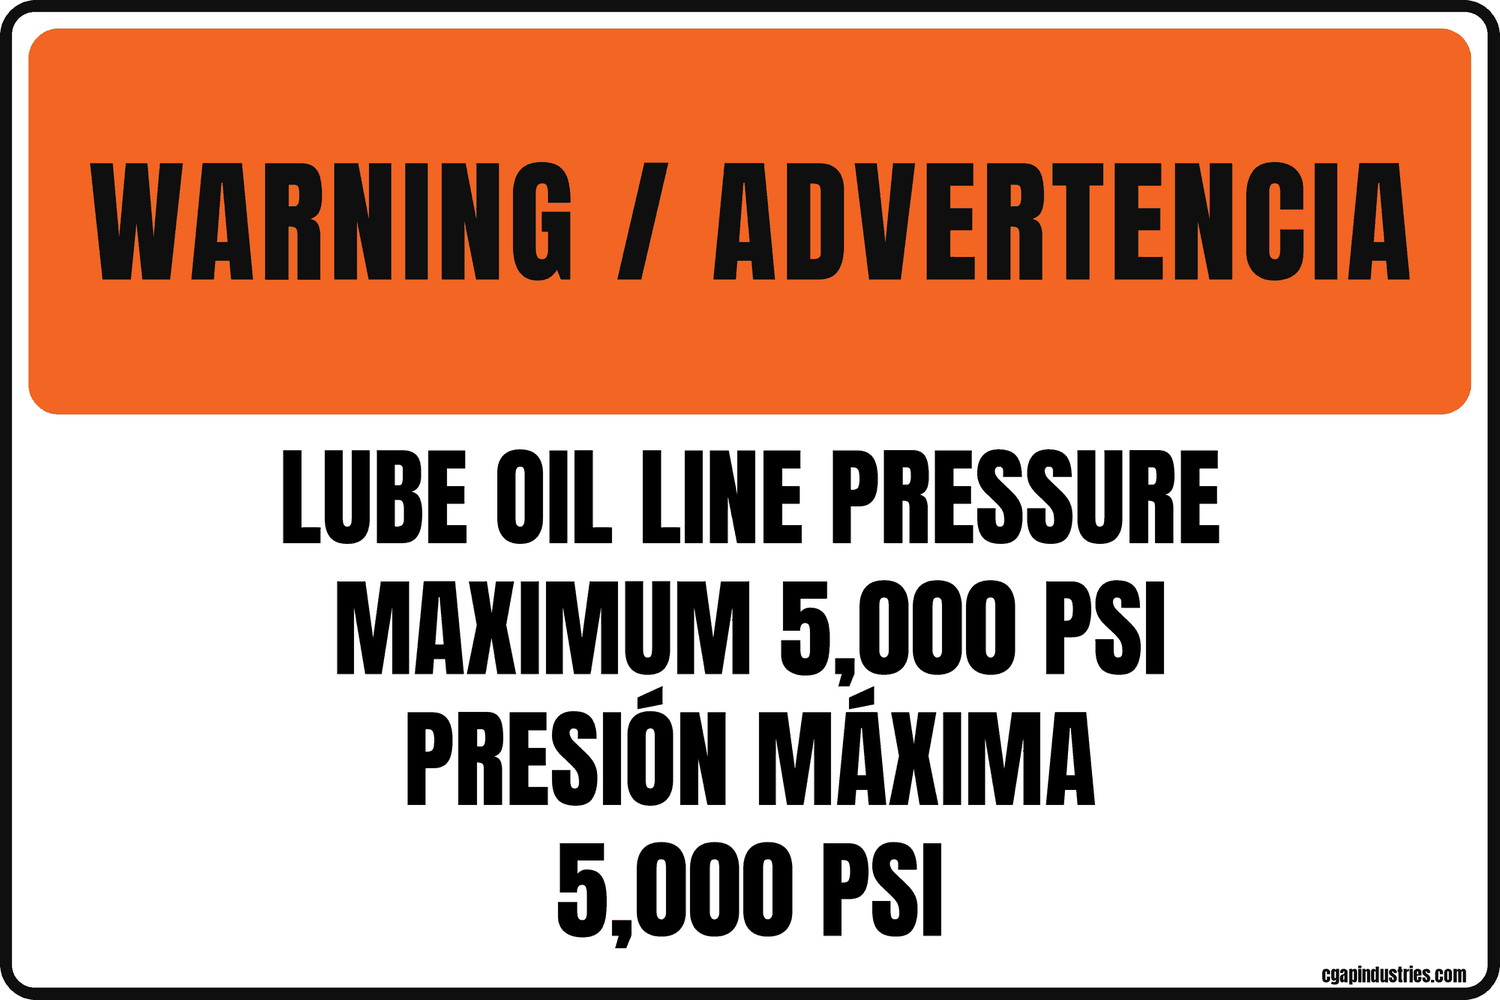 WARNING / ADVERTENCIA
LUBE OIL LINE PRESSURE
MAXIMUM 5,000 PSI
PRESIÓN MÁXIMA
5,000 PSI
cgapindustries.com